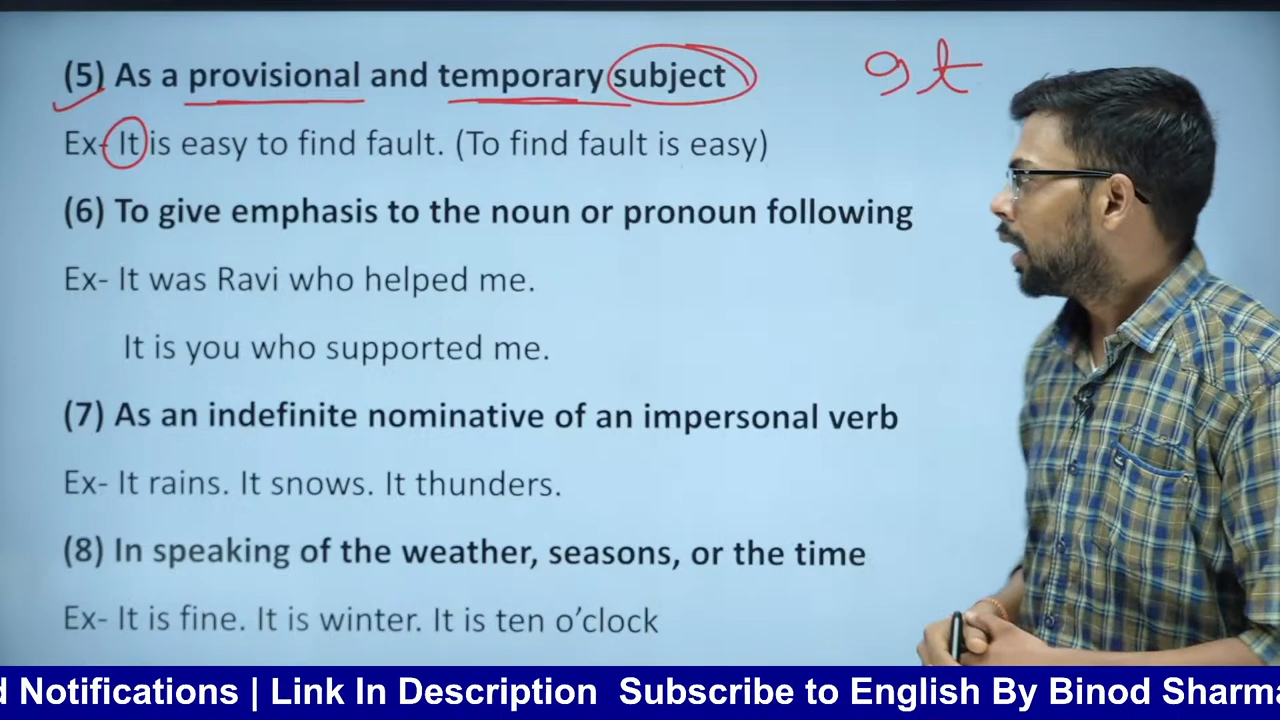 (5) As a provisional and temporary subject
It
Ex- It is easy to find fault. (To find fault is easy)
(6) To give emphasis to the noun or pronoun following
Ex- It was Ravi who helped me.
It is you who supported me.
(7) As an indefinite nominative of an impersonal verb
Ex- It rains. It snows. It thunders.
(8) In speaking of the weather, seasons, or the time
Ex- It is fine. It is winter. It is ten o’clock
Notifications | Link In Description Subscribe to English By Binod Sharma